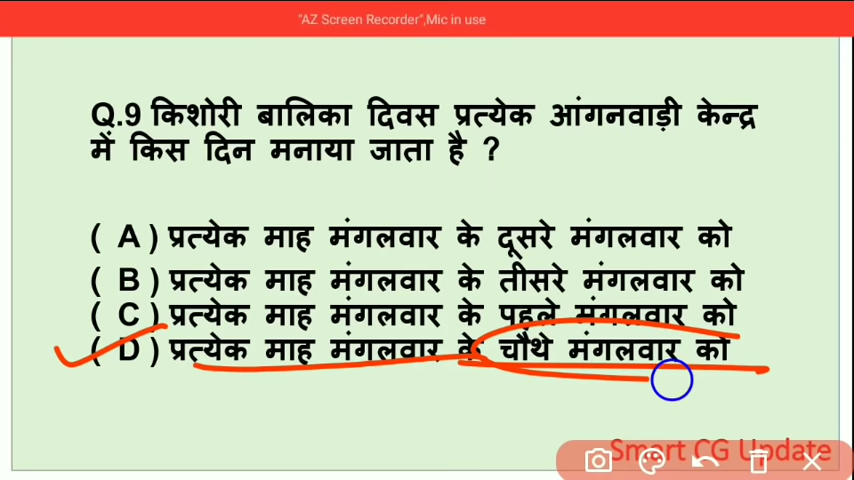 "AZ Screen Recorder",Mic in use
Q.9 किशोरी बालिका दिवस प्रत्येक आंगनवाड़ी केन्द्र
में किस दिन मनाया जाता है ?
( A ) प्रत्येक माह मंगलवार के दूसरे मंगलवार को
( B ) प्रत्येक माह मंगलवार के तीसरे मंगलवार को
( C ) प्रत्येक माह मंगलवार के पहले मंगलवार को
( D ) प्रत्येक माह मंगलवार के चौथे मंगलवार को
Smart CG Update